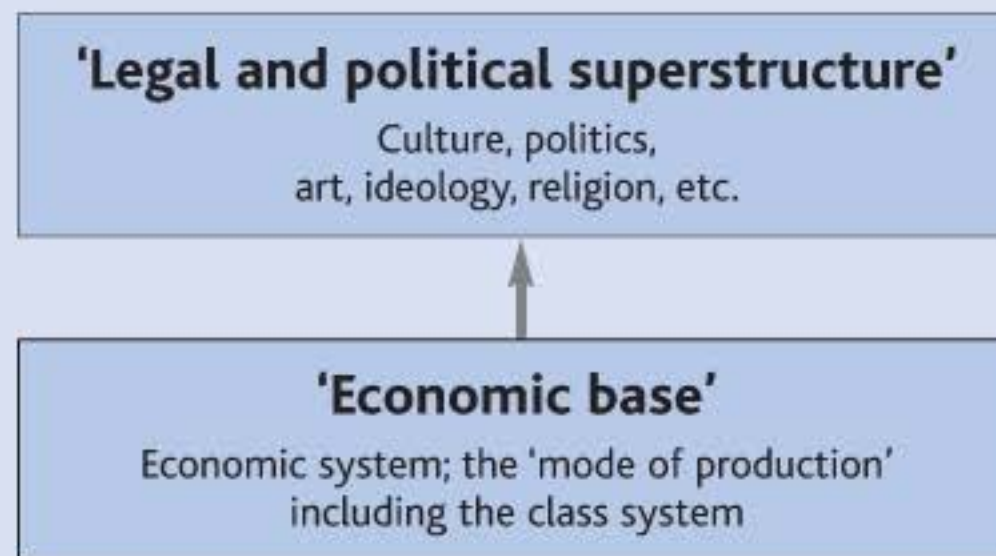 ‘Legal and political superstructure’
Culture, politics,
art, ideology, religion, etc.
‘Economic base’
Economic system; the ‘mode of production’
including the class system